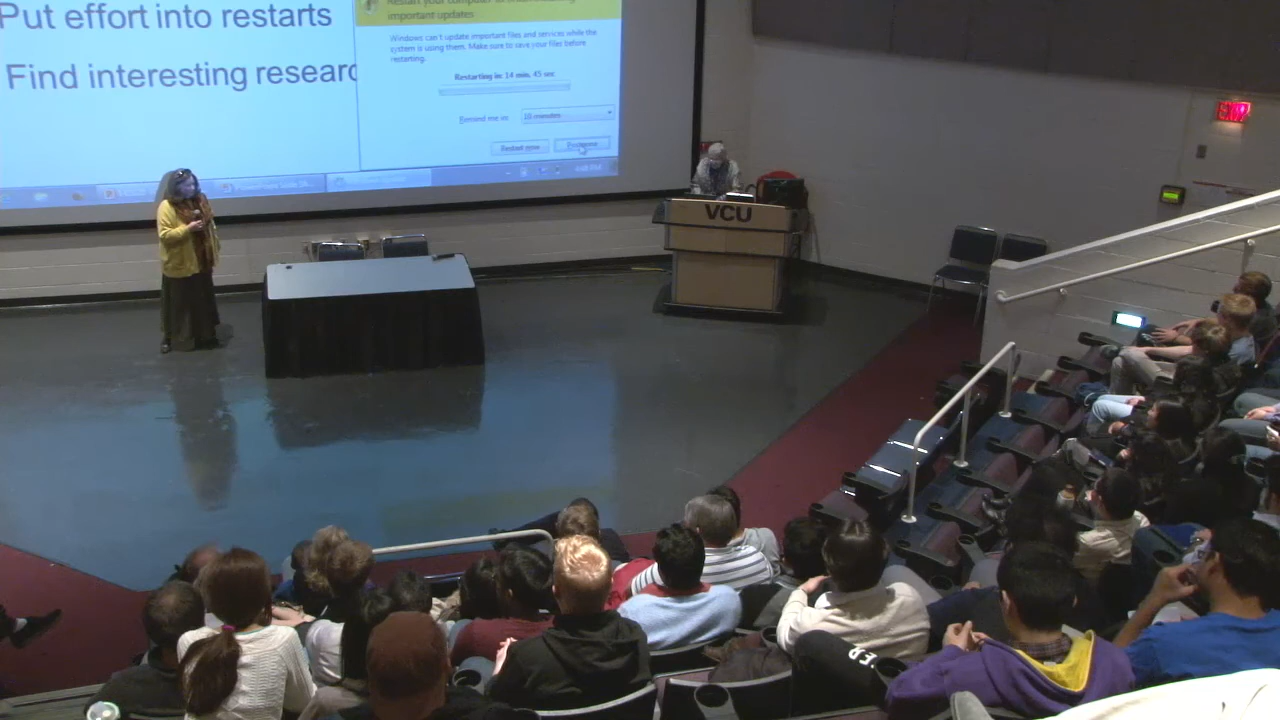 Put effort into restarts
Find interesting researc
important updates
Windows can't update important files and services while the
system is using them. Make sure to save your files before
restarting.
Restarting in: 14 min. 45 sec
Remind me in:
10 minutes
Restart now
Postpone
VCU
EXIT